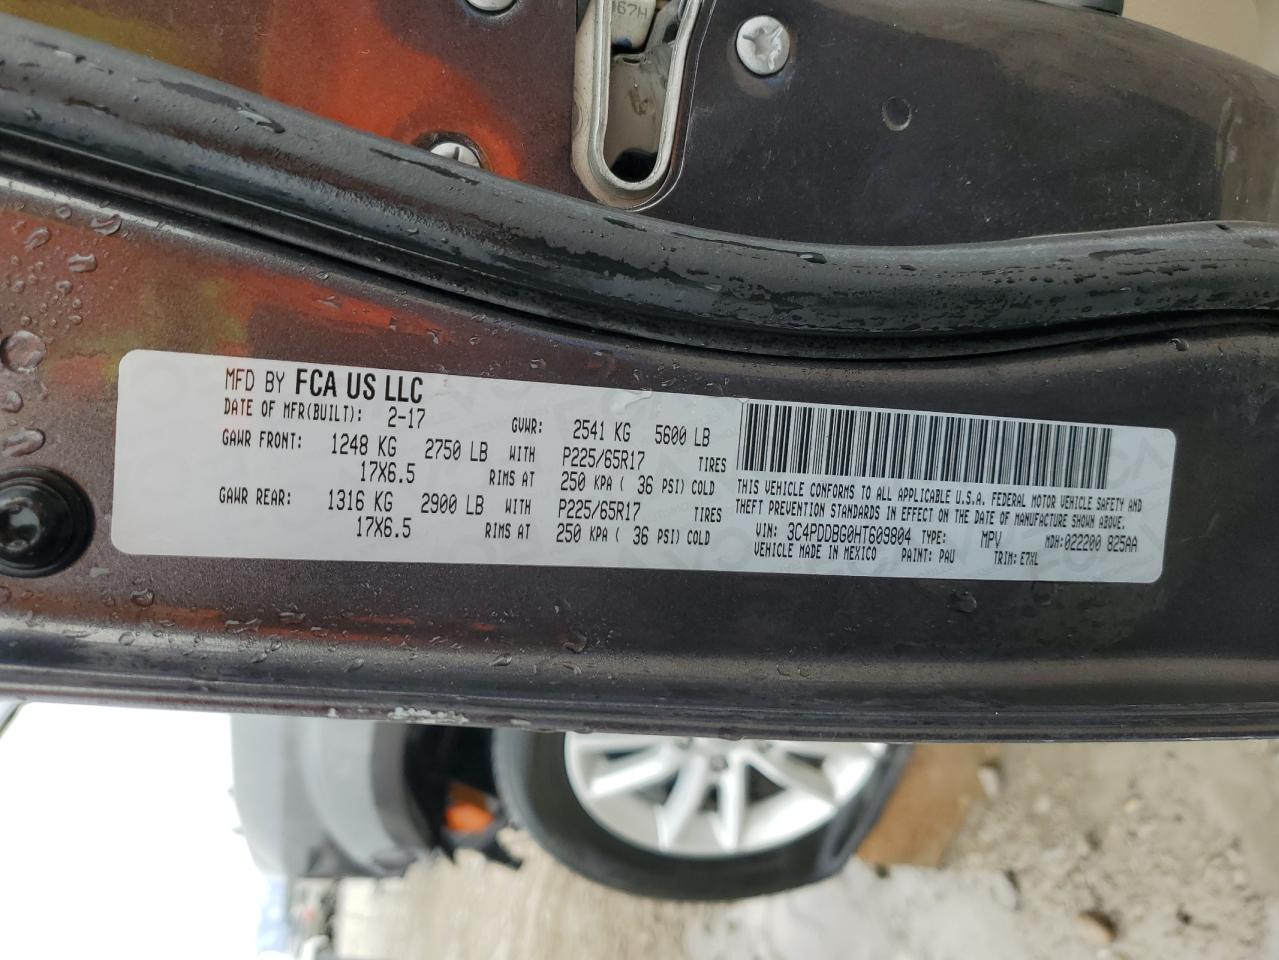 067H
MFD BY FCA US LLC
DATE OF MFR(BUILT): 2-17 GVWR: 2541 KG 5600 LB
GAWR FRONT: 1248 KG 2750 LB WITH P225/65R17 TIRES
17X6.5 RIMS AT 250 KPA ( 36 PSI) COLD
GAWR REAR: 1316 KG 2900 LB WITH P225/65R17 TIRES
17X6.5 RIMS AT 250 KPA ( 36 PSI) COLD
THIS VEHICLE CONFORMS TO ALL APPLICABLE U.S.A. FEDERAL MOTOR VEHICLE SAFETY AND
THEFT PREVENTION STANDARDS IN EFFECT ON THE DATE OF MANUFACTURE SHOWN ABOVE.
VIN: 3C4PDDBG0HT609804 TYPE: MPV MDH:022200 825AA
VEHICLE MADE IN MEXICO PAINT: PAU TRIM: E7XL